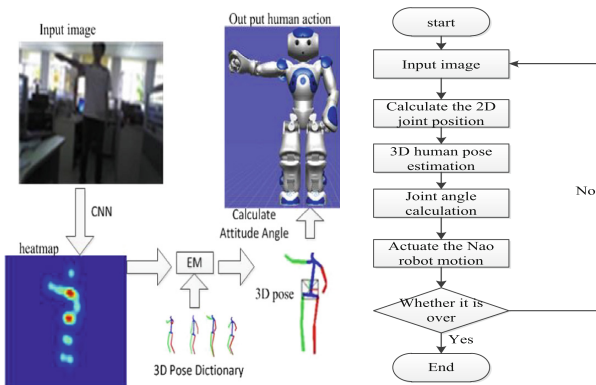 Input image
Out put human action
CNN
heatmap
EM
3D Pose Dictionary
3D pose
Calculate
Attitude Angle
start
Input image
Calculate the 2D
joint position
3D human pose
estimation
Joint angle
calculation
Actuate the Nao
robot motion
Whether it is
over
No
Yes
End